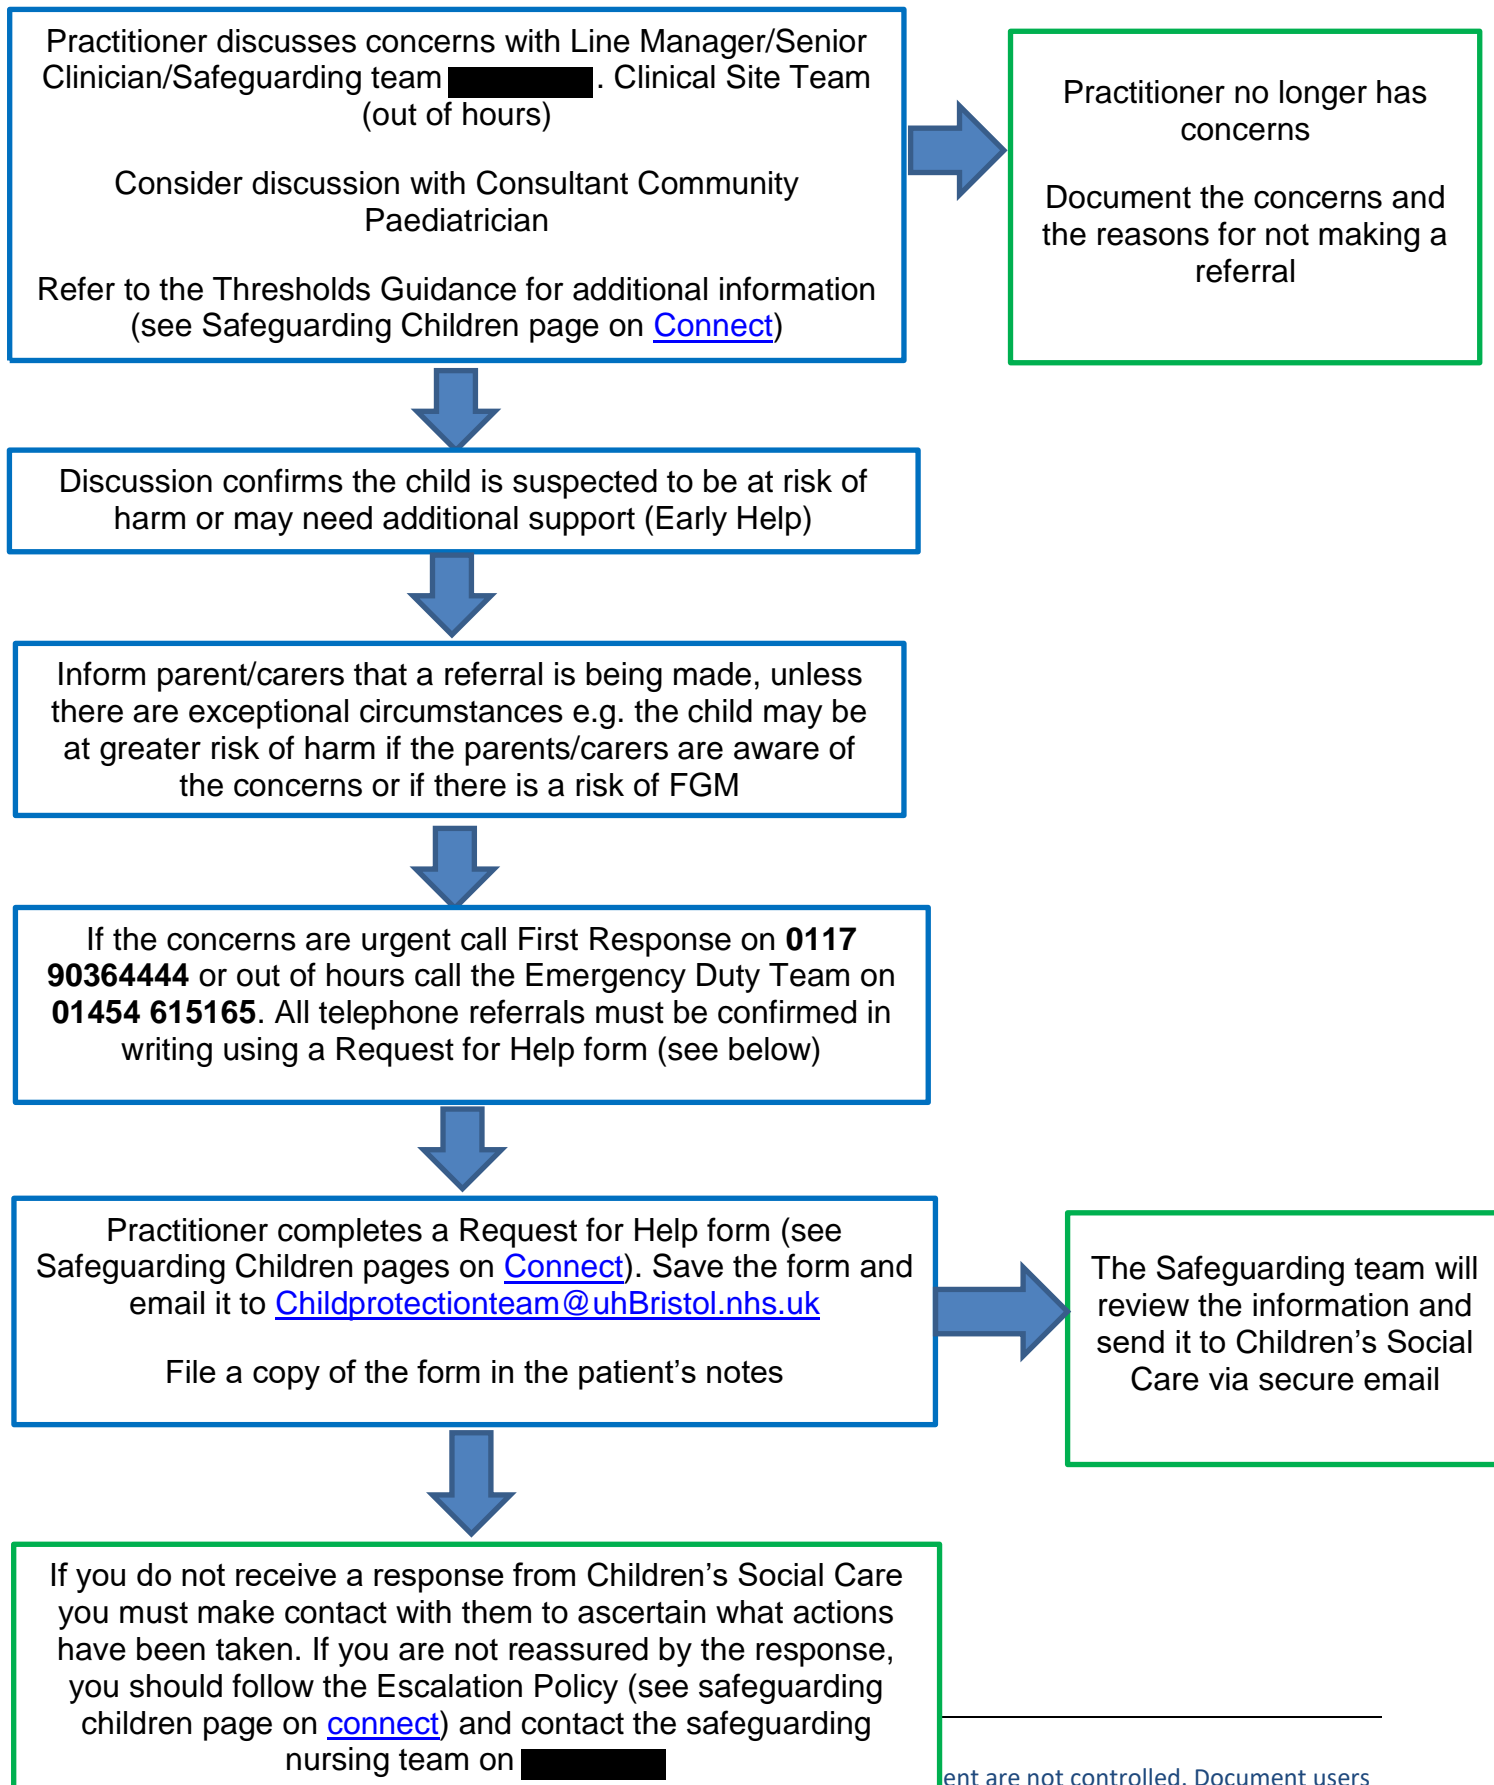 Practitioner discusses concerns with Line Manager/Senior
Clinician/Safeguarding team . Clinical Site Team
(out of hours)
Consider discussion with Consultant Community
Paediatrician
Refer to the Thresholds Guidance for additional information
(see Safeguarding Children page on Connect)
Practitioner no longer has
concerns
Document the concerns and
the reasons for not making a
referral
Discussion confirms the child is suspected to be at risk of
harm or may need additional support (Early Help)
Inform parent/carers that a referral is being made, unless
there are exceptional circumstances e.g. the child may be
at greater risk of harm if the parents/carers are aware of
the concerns or if there is a risk of FGM
If the concerns are urgent call First Response on 0117
90364444 or out of hours call the Emergency Duty Team on
01454 615165. All telephone referrals must be confirmed in
writing using a Request for Help form (see below)
Practitioner completes a Request for Help form (see
Safeguarding Children pages on Connect). Save the form and
email it to Childprotectionteam@uhBristol.nhs.uk
File a copy of the form in the patient's notes
The Safeguarding team will
review the information and
send it to Children's Social
Care via secure email
If you do not receive a response from Children's Social Care
you must make contact with them to ascertain what actions
have been taken. If you are not reassured by the response,
you should follow the Escalation Policy (see safeguarding
children page on connect) and contact the safeguarding
nursing team on
ent are not controlled. Document users